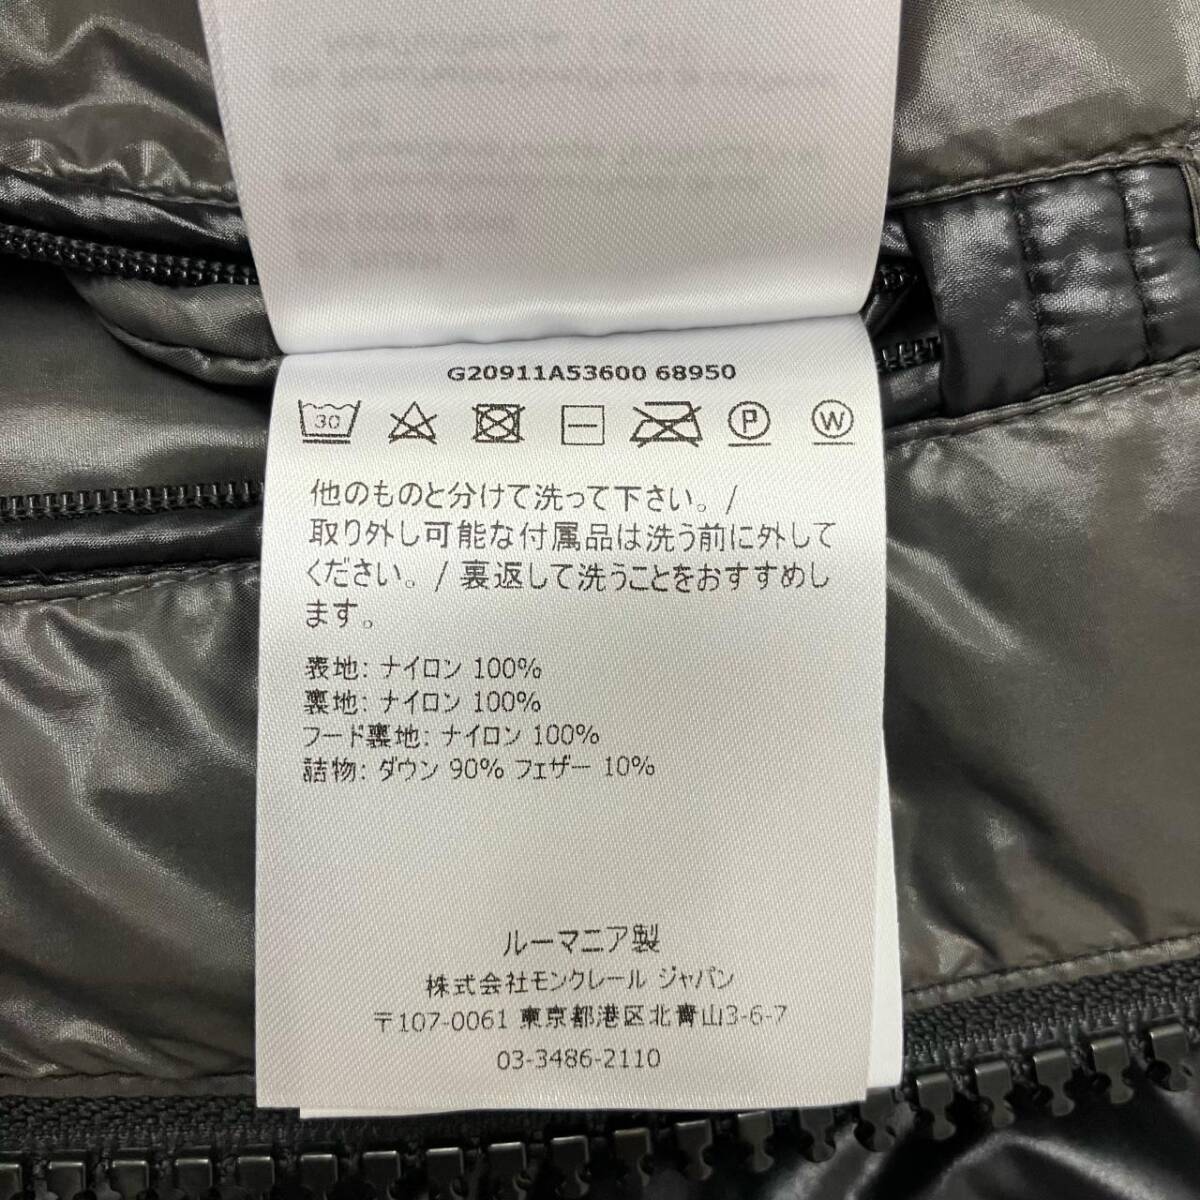 G20911A53600 68950
30 P W
他のものと分けて洗って下さい。/
取り外し可能な付属品は洗う前に外して
ください。/ 裏返して洗うことをおすすめし
ます。
表地: ナイロン 100%
裏地: ナイロン 100%
フード裏地: ナイロン 100%
詰物: ダウン 90% フェザー 10%
ルーマニア製
株式会社モンクレール ジャパン
〒107-0061 東京都港区北青山3-6-7
03-3486-2110